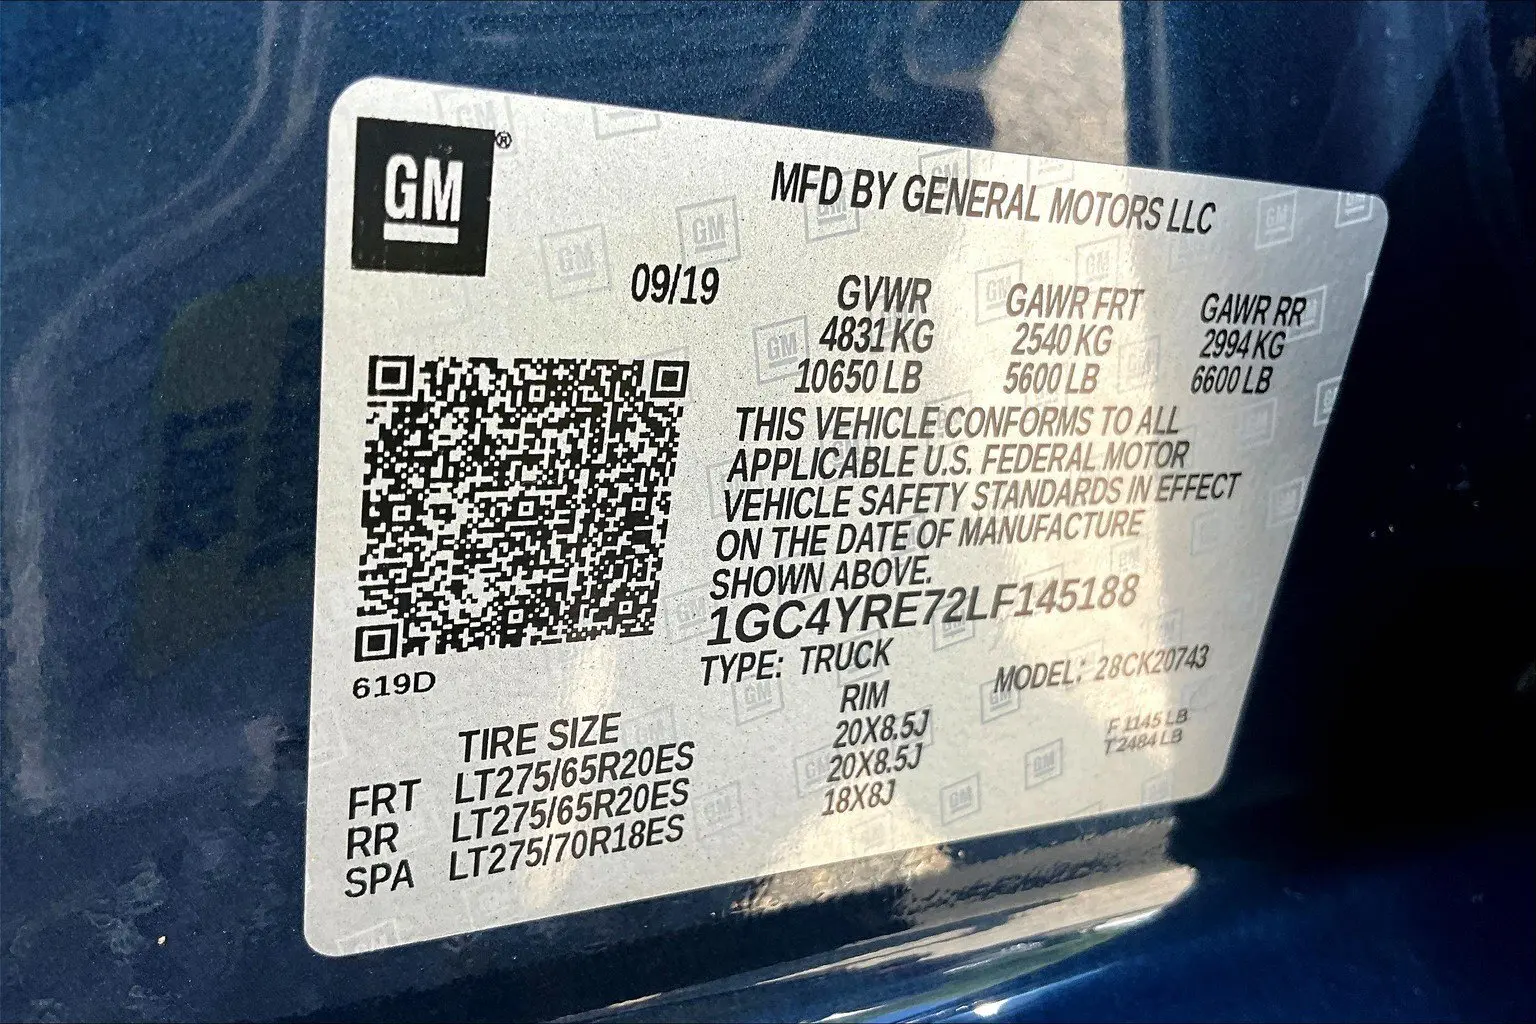 GM®
MFD BY GENERAL MOTORS LLC
09/19
GVWR GAWR FRT GAWR RR
4831 KG 2540 KG 2994 KG
10650 LB 5600 LB 6600 LB
THIS VEHICLE CONFORMS TO ALL
APPLICABLE U.S. FEDERAL MOTOR
VEHICLE SAFETY STANDARDS IN EFFECT
ON THE DATE OF MANUFACTURE
SHOWN ABOVE.
1GC4YRE72LF145188
619D
TYPE: TRUCK MODEL: 28CK20743
TIRE SIZE RIM
FRT LT275/65R20ES 20X8.5J F 1145 LB
RR LT275/65R20ES 20X8.5J T 2484 LB
SPA LT275/70R18ES 18X8J